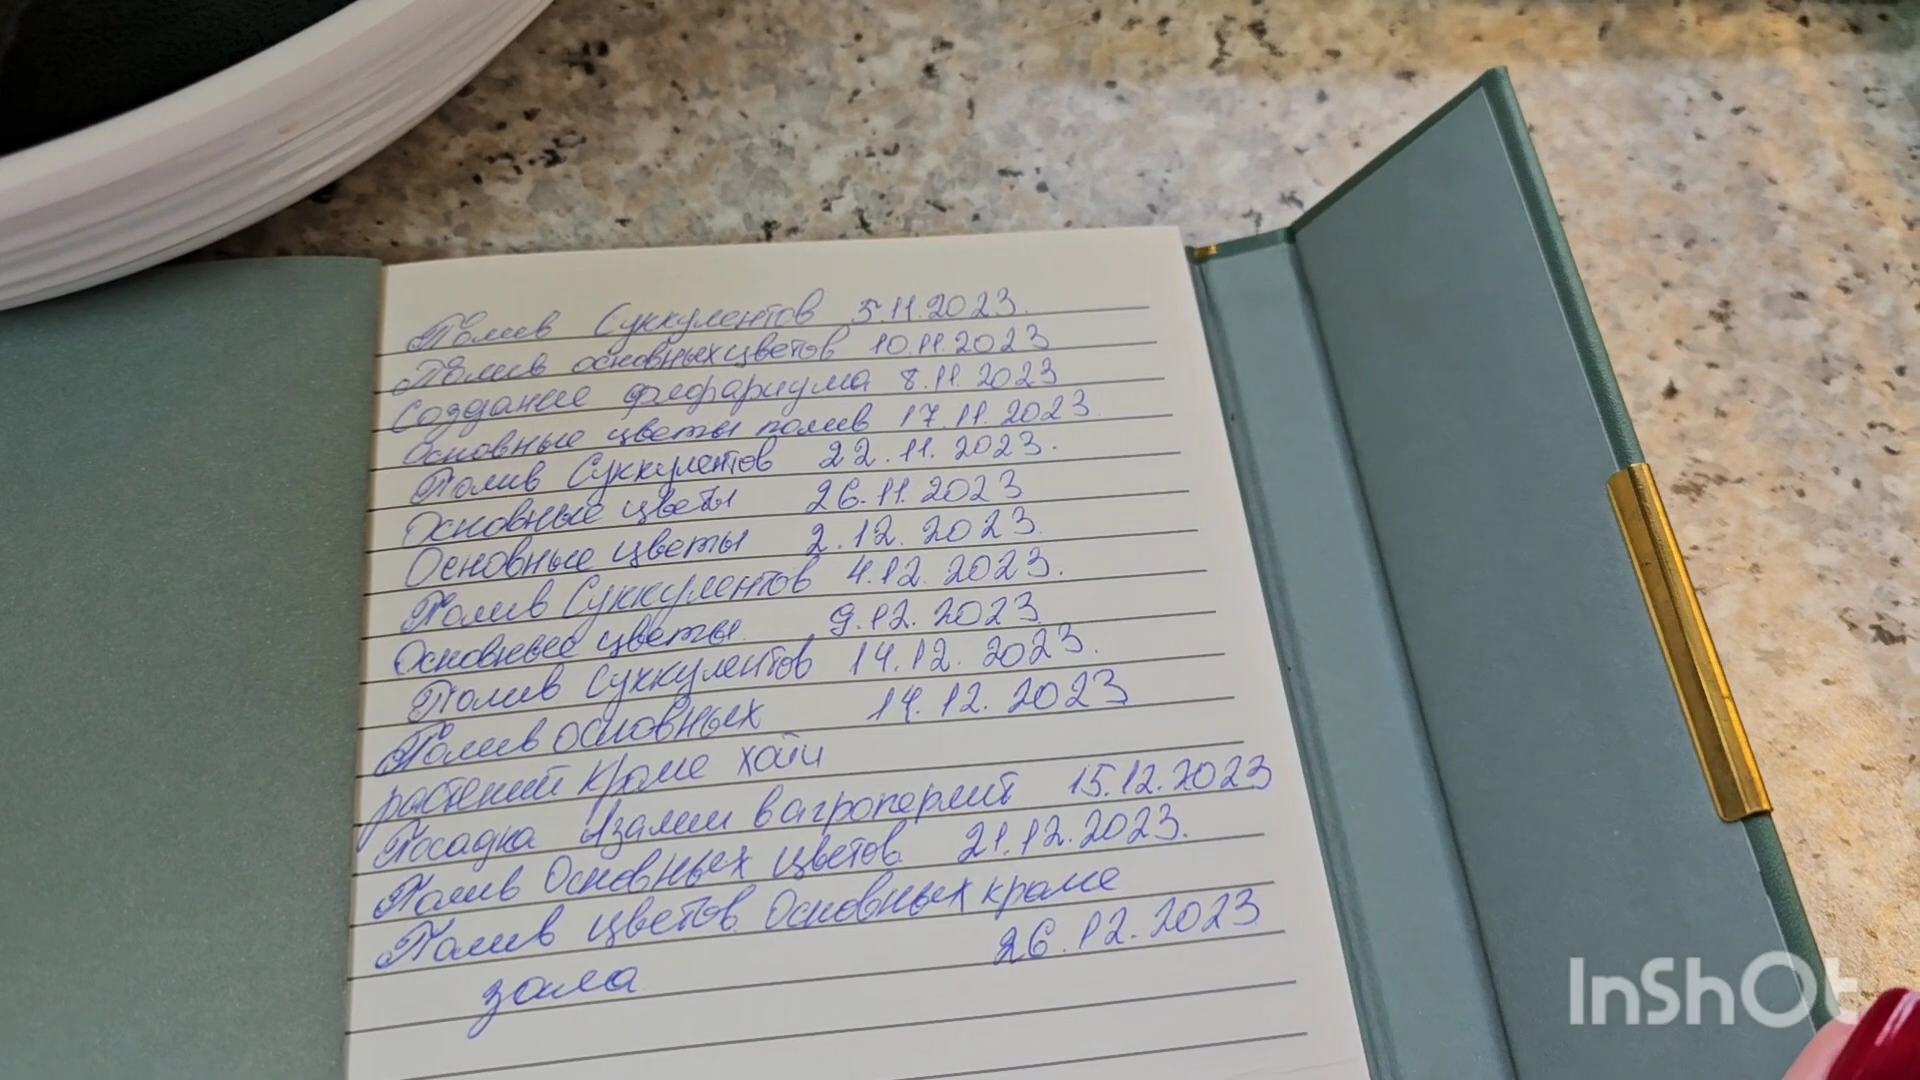 Полив Суккулентов 5.11.2023.
Полив основных цветов 10.11.2023
Создание флорариума 8.11.2023
Основные цветы полив 17.11.2023.
Полив Суккулентов 22.11.2023.
Основные цветы 26.11.2023
Основные цветы 2.12.2023.
Полив Суккулентов 4.12.2023.
Основные цветы 9.12.2023.
Полив Суккулентов 14.12.2023.
Полив основных 14.12.2023
растений кроме хойи
Посадка Азалии в агроперлит 15.12.2023
Полив Основных цветов 21.12.2023.
Полив цветов Основных кроме
зала 26.12.2023
InShOt